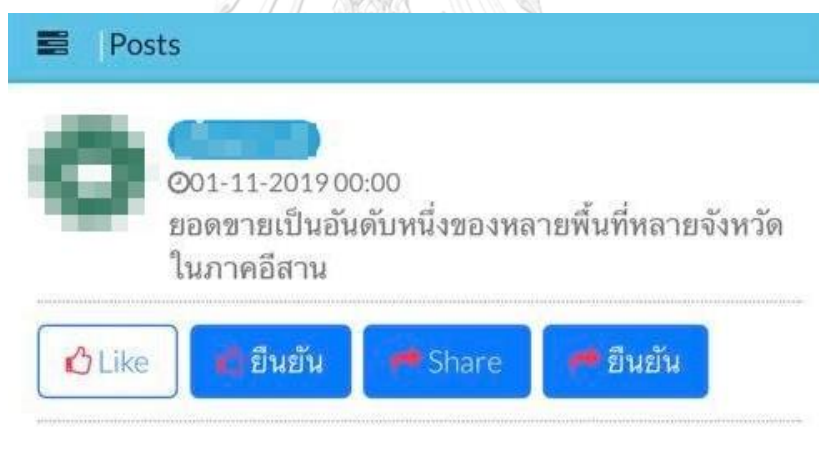 Posts
01-11-2019 00:00
ยอดขายเป็นอันดับหนึ่งของหลายพื้นที่หลายจังหวัด
ในภาคอีสาน
Like ยืนยัน Share ยืนยัน